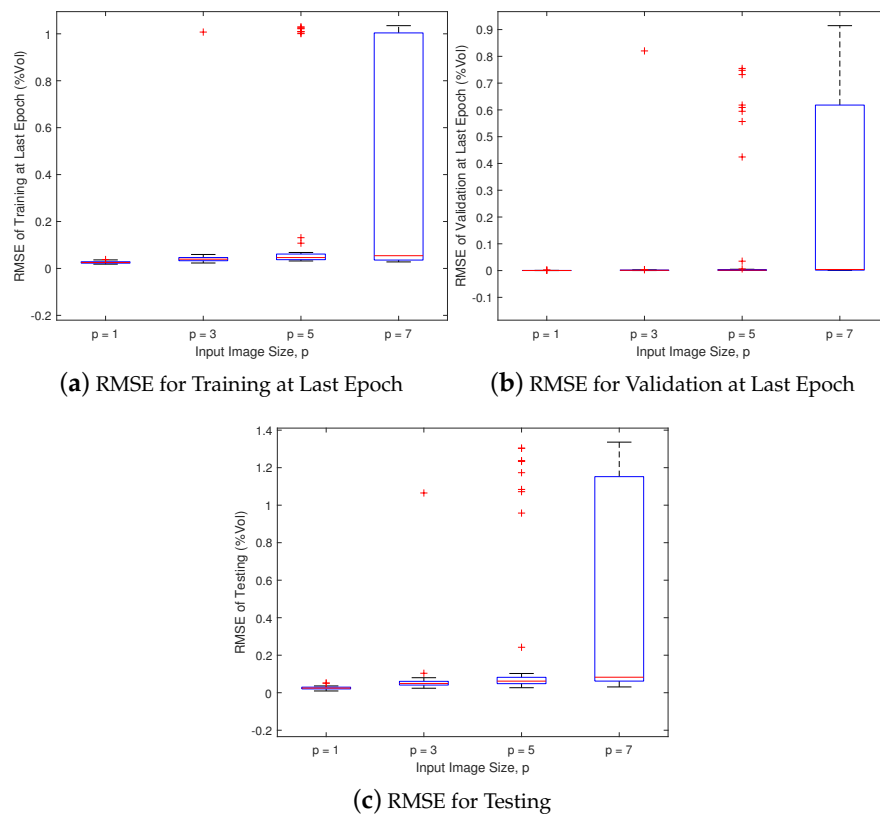 RMSE of Training at Last Epoch (%Vol)
1
0.8
0.6
0.4
0.2
0
-0.2
p = 1 p = 3 p = 5 p = 7
Input Image Size, p
(a) RMSE for Training at Last Epoch
RMSE of Validation at Last Epoch (%Vol)
0.9
0.8
0.7
0.6
0.5
0.4
0.3
0.2
0.1
0
-0.1
p = 1 p = 3 p = 5 p = 7
Input Image Size, p
(b) RMSE for Validation at Last Epoch
RMSE of Testing (%Vol)
1.4
1.2
1
0.8
0.6
0.4
0.2
0
-0.2
p = 1 p = 3 p = 5 p = 7
Input Image Size, p
(c) RMSE for Testing